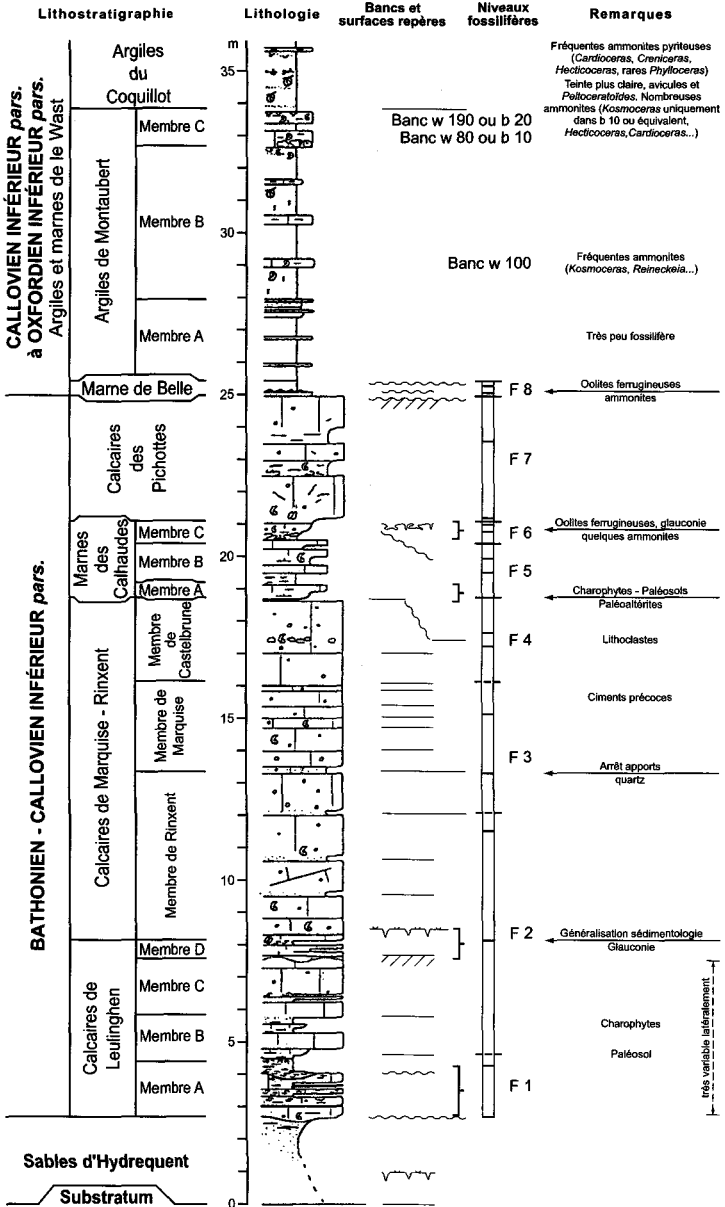 Lithostratigraphie
Lithologie
Bancs et
surfaces repères
Niveaux
fossilifères
Remarques
m
35
30
25
20
15
10
5
0
CALLOVIEN INFÉRIEUR pars.
à OXFORDIEN INFÉRIEUR pars.
Argiles et marnes de le Wast
Argiles
du
Coquillot
Argiles de Montaubert
Membre C
Membre B
Membre A
Marne de Belle
BATHONIEN - CALLOVIEN INFÉRIEUR pars.
Calcaires
des
Pichottes
Marnes
des
Calhaudes
Membre C
Membre B
Membre A
Calcaires de Marquise - Rinxent
Membre
de
Castelbrune
Membre de
Marquise
Membre de Rinxent
Calcaires de
Leulinghen
Membre D
Membre C
Membre B
Membre A
Sables d'Hydrequent
Substratum
Banc w 190 ou b 20
Banc w 80 ou b 10
Banc w 100
F 8
F 7
F 6
F 5
F 4
F 3
F 2
F 1
Fréquentes ammonites pyriteuses
(Cardioceras, Creniceras,
Hecticoceras, rares Phylloceras)
Teinte plus claire, avicules et
Peltoceratoïdes. Nombreuses
ammonites (Kosmoceras uniquement
dans b 10 ou équivalent,
Hecticoceras,Cardioceras...)
Fréquentes ammonites
(Kosmoceras, Reineckeia...)
Très peu fossilifère
Oolites ferrugineuses
ammonites
Oolites ferrugineuses, glauconie
quelques ammonites
Charophytes - Paléosols
Paléoaltérites
Lithoclastes
Ciments précoces
Arrêt apports
quartz
Généralisation sédimentologie
Glauconie
Charophytes
Paléosol
très variable latéralement